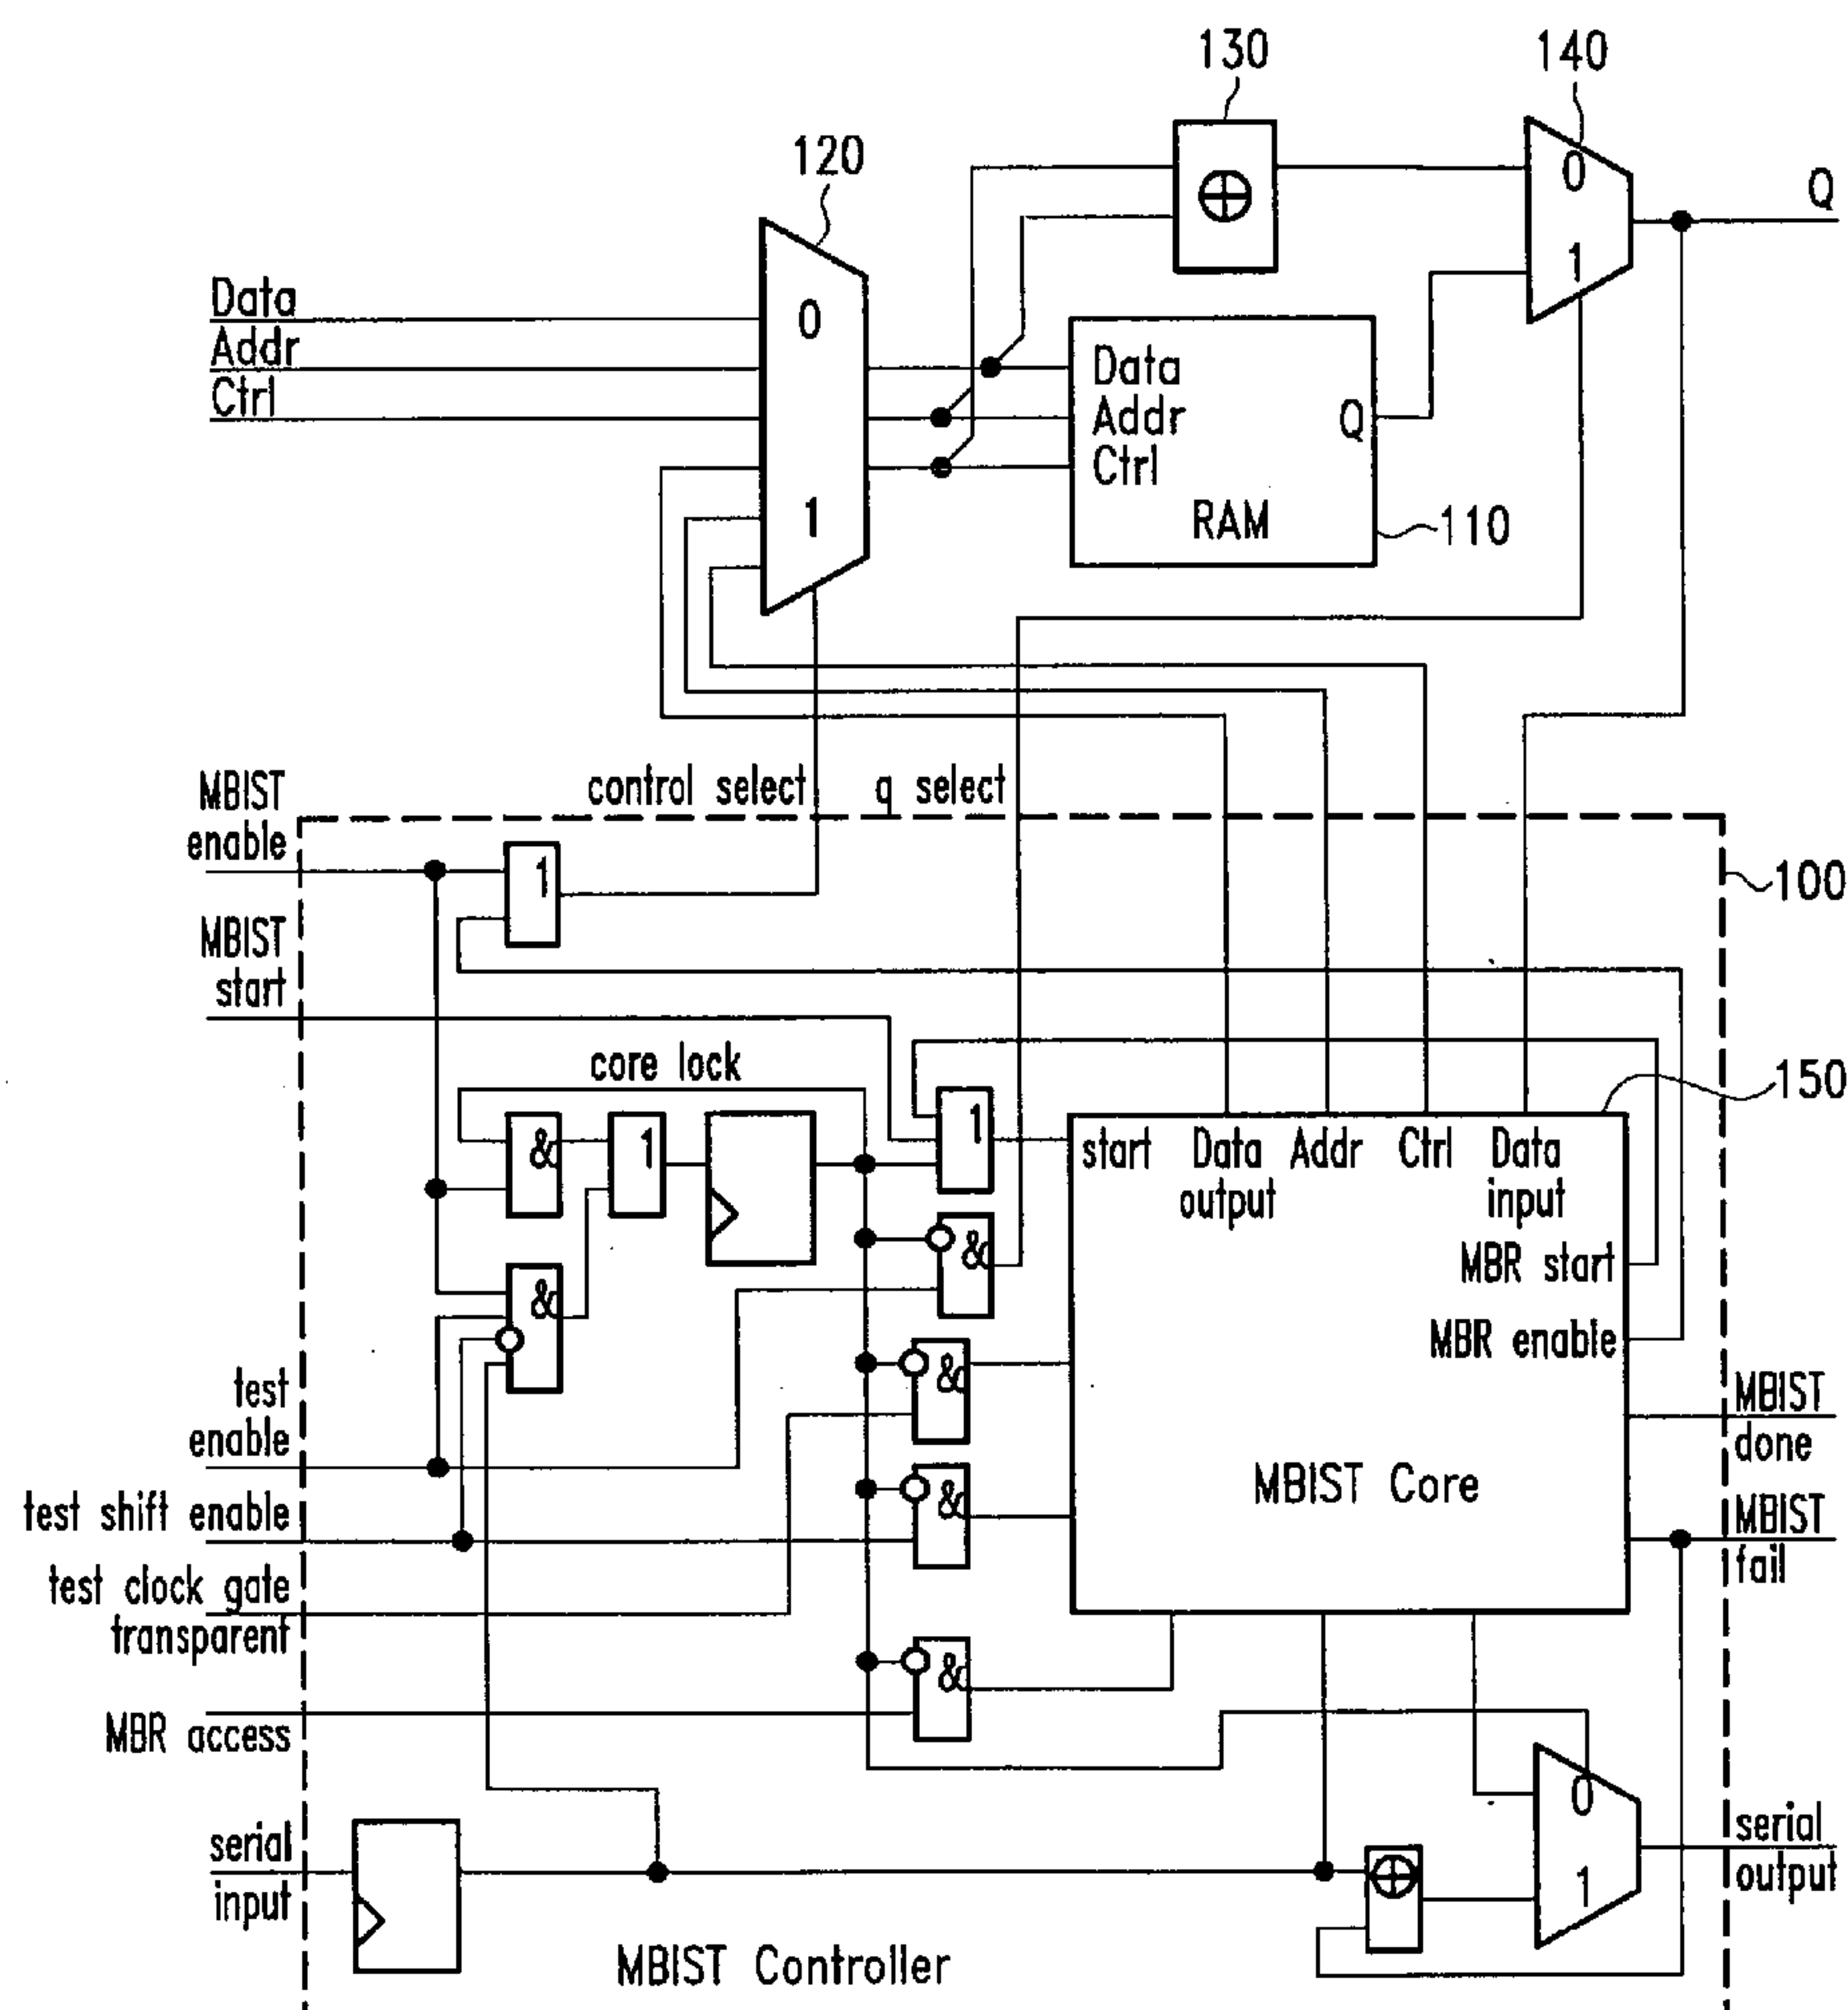 130
140
120
Q
0
1
Data
Addr
Ctrl
0
1
Data
Addr
Ctrl
Q
RAM
110
MBIST
enable
control select
q select
1
100
MBIST
start
core lock
150
&
1
1
start
Data
output
Addr
Ctrl
Data
input
&
&
MBR start
MBR enable
test
enable
&
MBIST
done
test shift enable
&
MBIST Core
MBIST
fail
test clock gate
transparent
&
MBR access
0
1
serial
input
serial
output
MBIST Controller